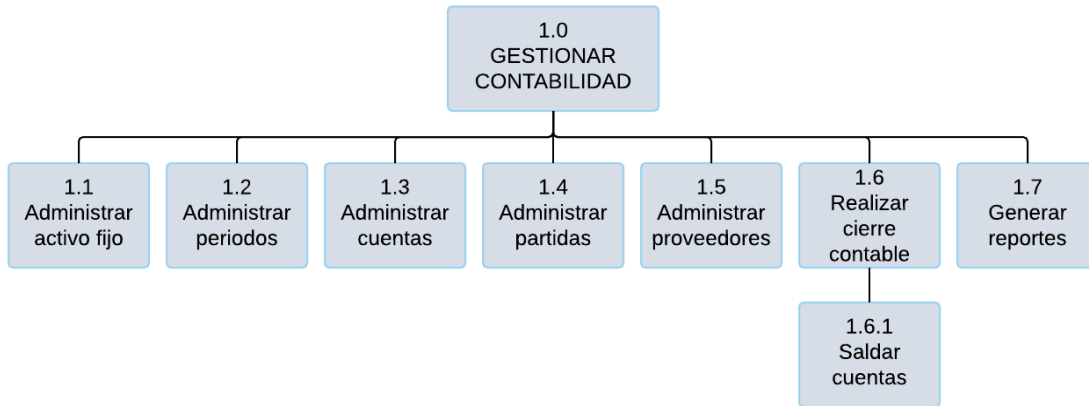 1.0
GESTIONAR
CONTABILIDAD
1.1
Administrar
activo fijo
1.2
Administrar
periodos
1.3
Administrar
cuentas
1.4
Administrar
partidas
1.5
Administrar
proveedores
1.6
Realizar
cierre
contable
1.7
Generar
reportes
1.6.1
Saldar
cuentas